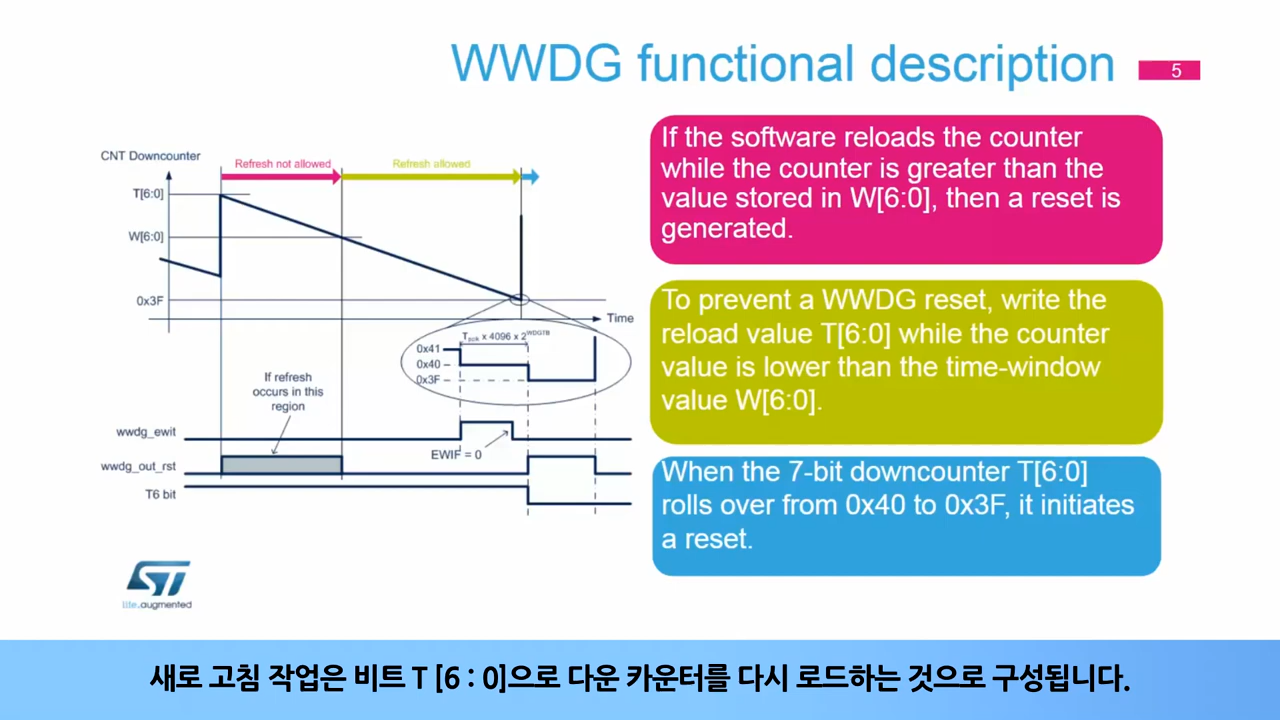 WWDG functional description
5
CNT Downcounter
Refresh not allowed
Refresh allowed
T[6:0]
W[6:0]
0x3F
Time
Tpclk x 4096 x 2^WDGTB
0x41
0x40
0x3F
If refresh
occurs in this
region
wwdg_ewit
EWIF = 0
wwdg_out_rst
T6 bit
If the software reloads the counter
while the counter is greater than the
value stored in W[6:0], then a reset is
generated.
To prevent a WWDG reset, write the
reload value T[6:0] while the counter
value is lower than the time-window
value W[6:0].
When the 7-bit downcounter T[6:0]
rolls over from 0x40 to 0x3F, it initiates
a reset.
ST
life.augmented
새로 고침 작업은 비트 T [6 : 0]으로 다운 카운터를 다시 로드하는 것으로 구성됩니다.